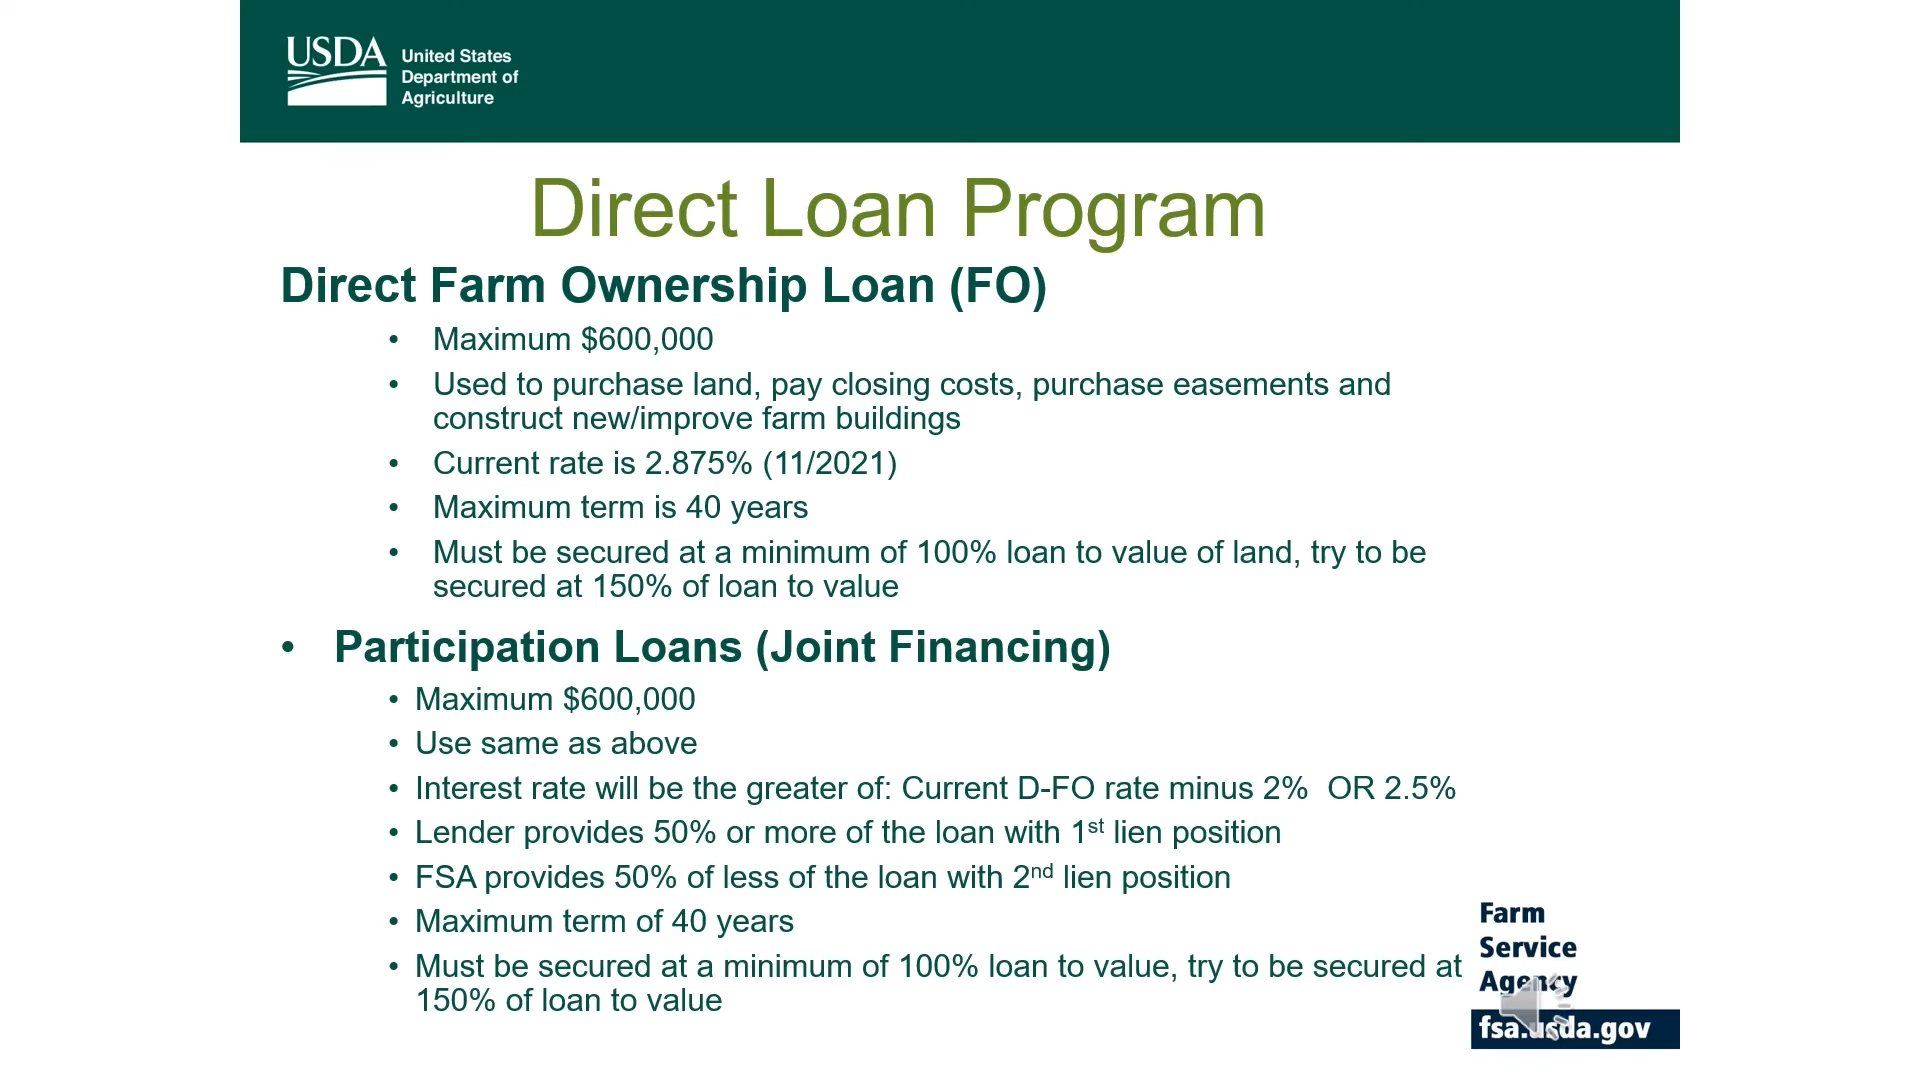 USDA
United States
Department of
Agriculture
Direct Loan Program
Direct Farm Ownership Loan (FO)
• Maximum $600,000
• Used to purchase land, pay closing costs, purchase easements and
construct new/improve farm buildings
• Current rate is 2.875% (11/2021)
• Maximum term is 40 years
• Must be secured at a minimum of 100% loan to value of land, try to be
secured at 150% of loan to value
• Participation Loans (Joint Financing)
• Maximum $600,000
• Use same as above
• Interest rate will be the greater of: Current D-FO rate minus 2%  OR 2.5%
• Lender provides 50% or more of the loan with 1st lien position
• FSA provides 50% of less of the loan with 2nd lien position
• Maximum term of 40 years
• Must be secured at a minimum of 100% loan to value, try to be secured at
150% of loan to value
Farm
Service
Agency
fsa.usda.gov